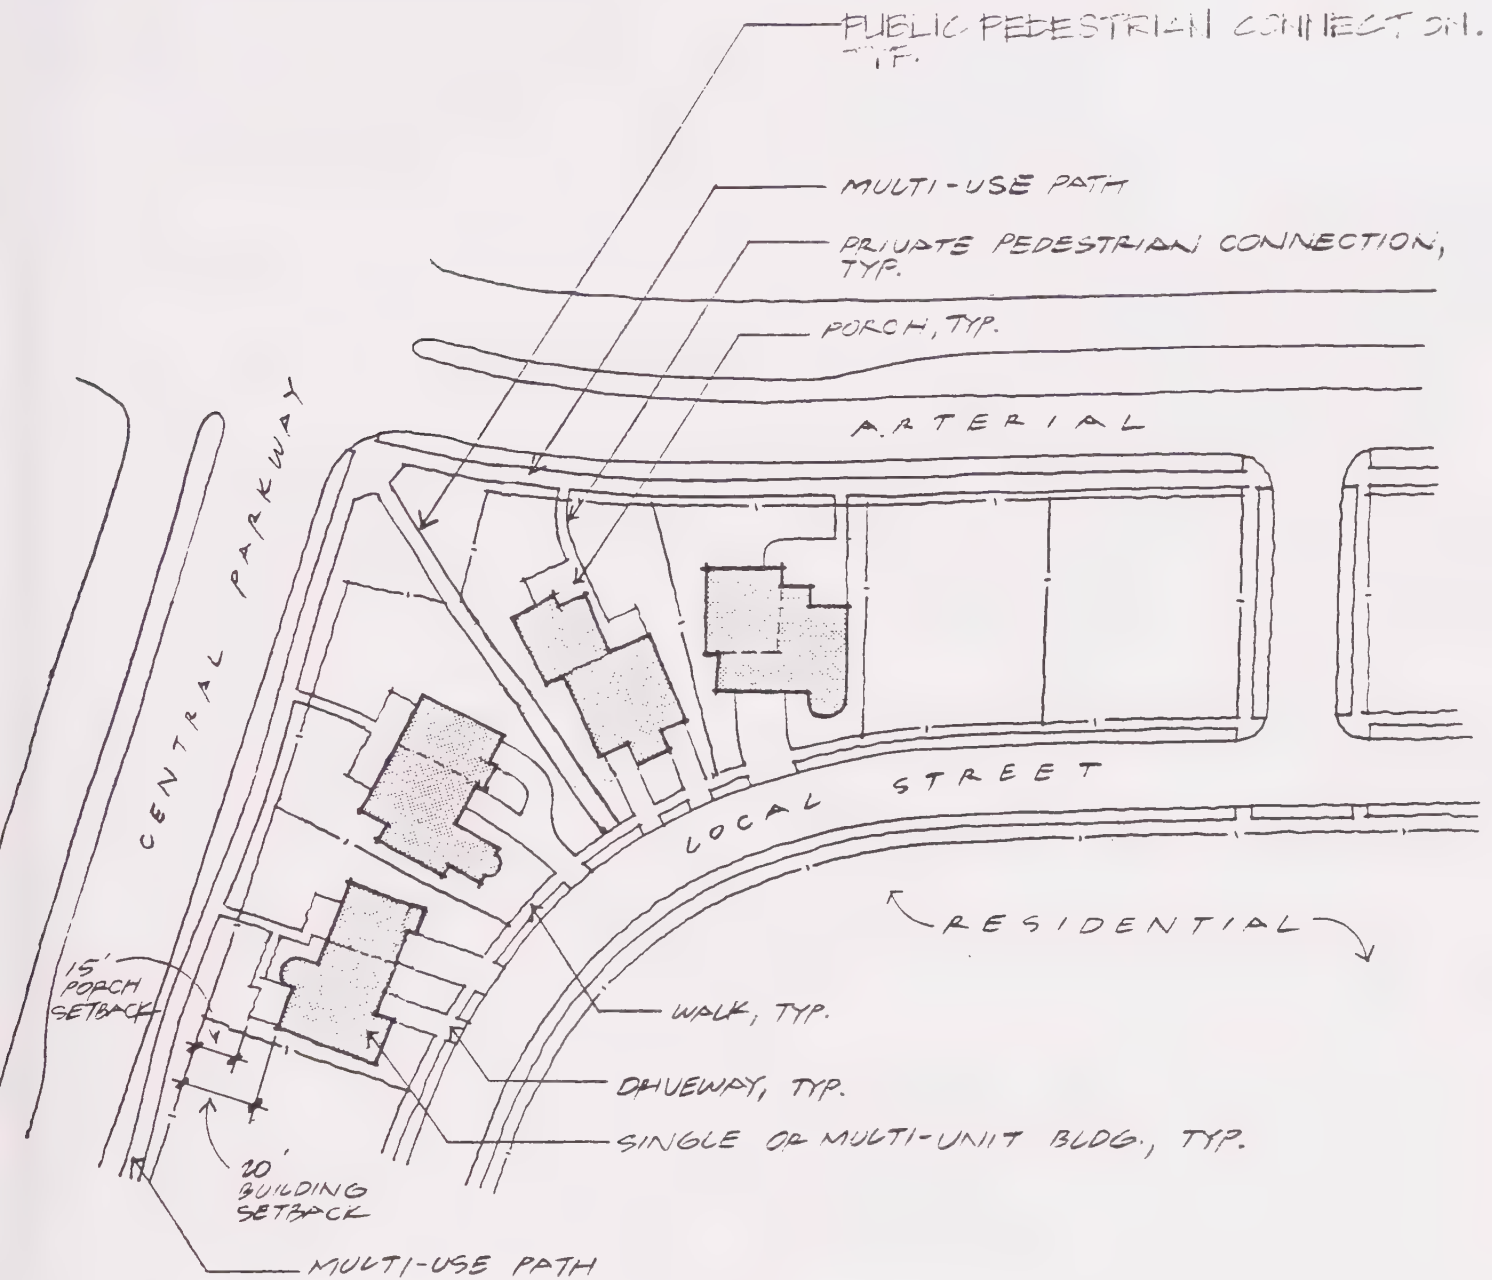 PUBLIC PEDESTRIAN CONNECTION.
TYP.
MULTI-USE PATH
PRIVATE PEDESTRIAN CONNECTION,
TYP.
PORCH, TYP.
ARTERIAL
CENTRAL PARKWAY
LOCAL STREET
RESIDENTIAL
15'
PORCH
SETBACK
WALK, TYP.
DRIVEWAY, TYP.
SINGLE OR MULTI-UNIT BLDG., TYP.
20'
BUILDING
SETBACK
MULTI-USE PATH